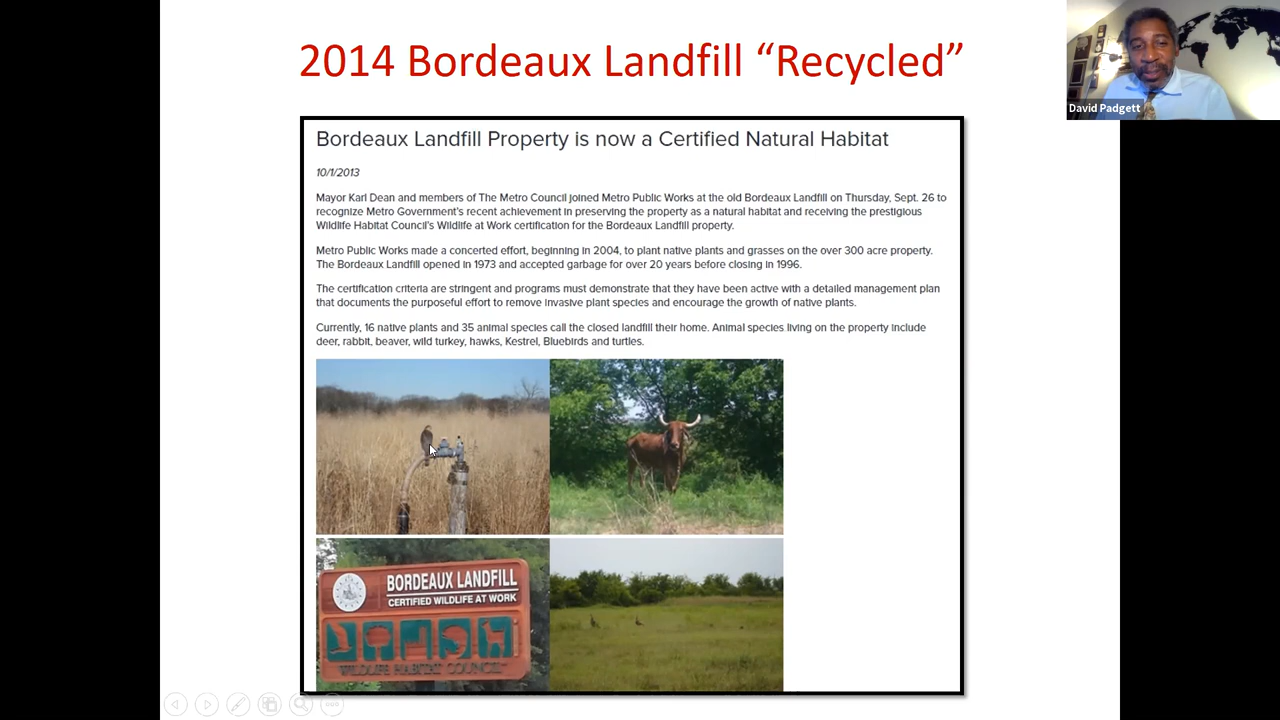 2014 Bordeaux Landfill “Recycled”
David Padgett
Bordeaux Landfill Property is now a Certified Natural Habitat
10/1/2013
Mayor Karl Dean and members of The Metro Council joined Metro Public Works at the old Bordeaux Landfill on Thursday, Sept. 26 to
recognize Metro Government's recent achievement in preserving the property as a natural habitat and receiving the prestigious
Wildlife Habitat Council's Wildlife at Work certification for the Bordeaux Landfill property.
Metro Public Works made a concerted effort, beginning in 2004, to plant native plants and grasses on the over 300 acre property.
The Bordeaux Landfill opened in 1973 and accepted garbage for over 20 years before closing in 1996.
The certification criteria are stringent and programs must demonstrate that they have been active with a detailed management plan
that documents the purposeful effort to remove invasive plant species and encourage the growth of native plants.
Currently, 16 native plants and 35 animal species call the closed landfill their home. Animal species living on the property include
deer, rabbit, beaver, wild turkey, hawks, Kestrel, Bluebirds and turtles.
BORDEAUX LANDFILL
CERTIFIED WILDLIFE AT WORK
WILDLIFE HABITAT COUNCIL